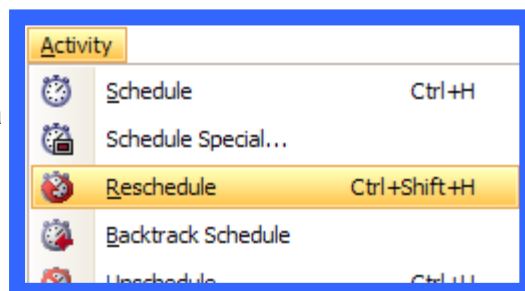 Activity
Schedule Ctrl+H
Schedule Special...
Reschedule Ctrl+Shift+H
Backtrack Schedule